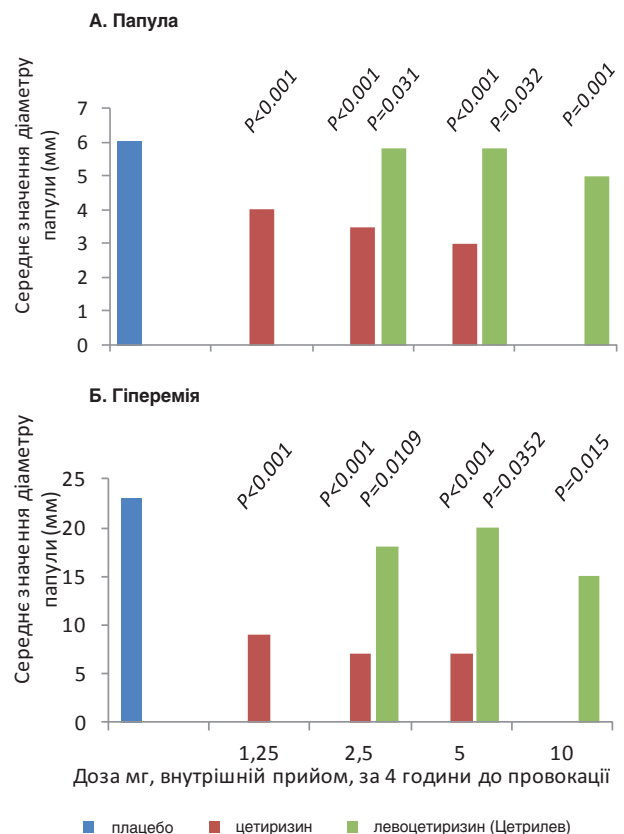 А. Папула
Середнє значення діаметру
папули (мм)
7
6
5
4
3
2
1
0
P<0.001
P<0.001
P=0.031
P<0.001
P=0.032
P=0.001
Б. Гіперемія
Середнє значення діаметру
папули (мм)
25
20
15
10
5
0
P<0.001
P<0.001
P=0.0109
P<0.001
P=0.0352
P=0.015
1,25 2,5 5 10
Доза мг, внутрішній прийом, за 4 години до провокації
плацебо цетиризин левоцетиризин (Цетрилев)